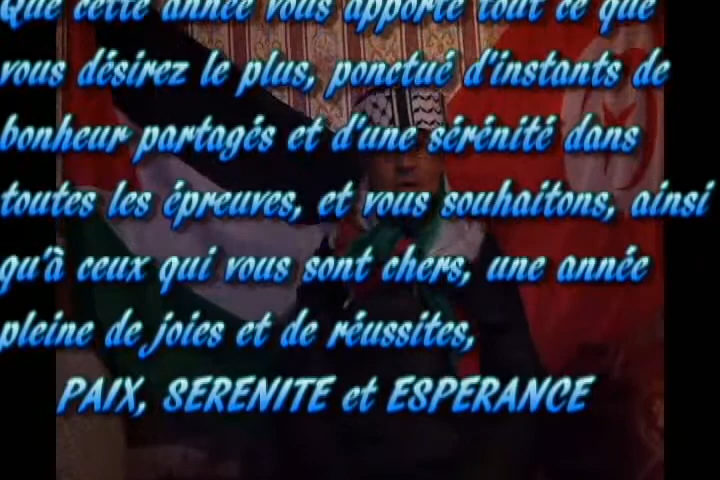 Que cette année vous apporte tout ce que
vous désirez le plus, ponctué d'instants de
bonheur partagés et d'une sérénité dans
toutes les épreuves, et vous souhaitons, ainsi
qu'à ceux qui vous sont chers, une année
pleine de joies et de réussites,
PAIX, SERENITE et ESPERANCE